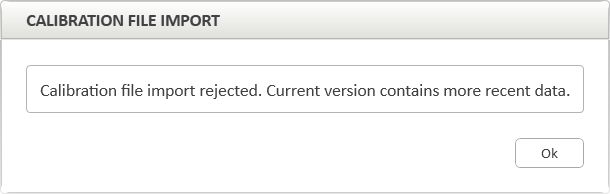 CALIBRATION FILE IMPORT
Calibration file import rejected. Current version contains more recent data.
Ok